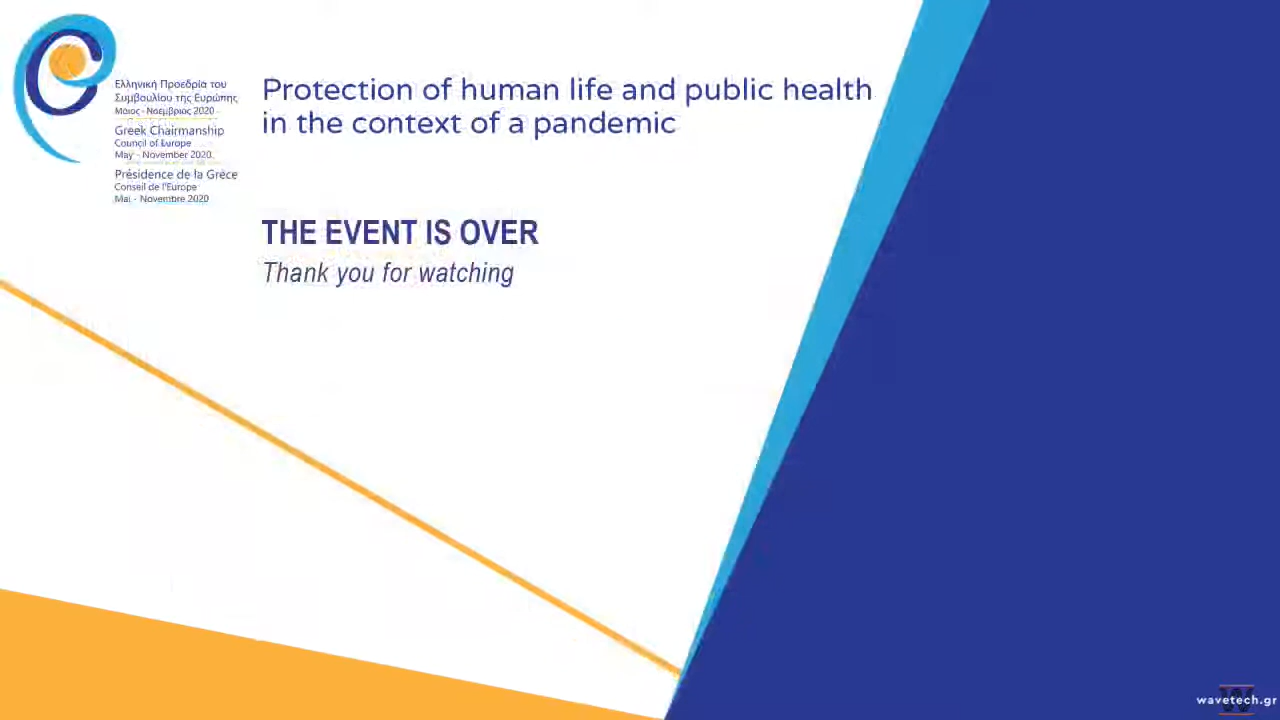 Ελληνική Προεδρία του
Συμβουλίου της Ευρώπης
Μάιος - Νοέμβριος 2020
Greek Chairmanship
Council of Europe
May - November 2020
Présidence de la Grèce
Conseil de l'Europe
Mai - Novembre 2020
Protection of human life and public health
in the context of a pandemic
THE EVENT IS OVER
Thank you for watching
wavetech.gr